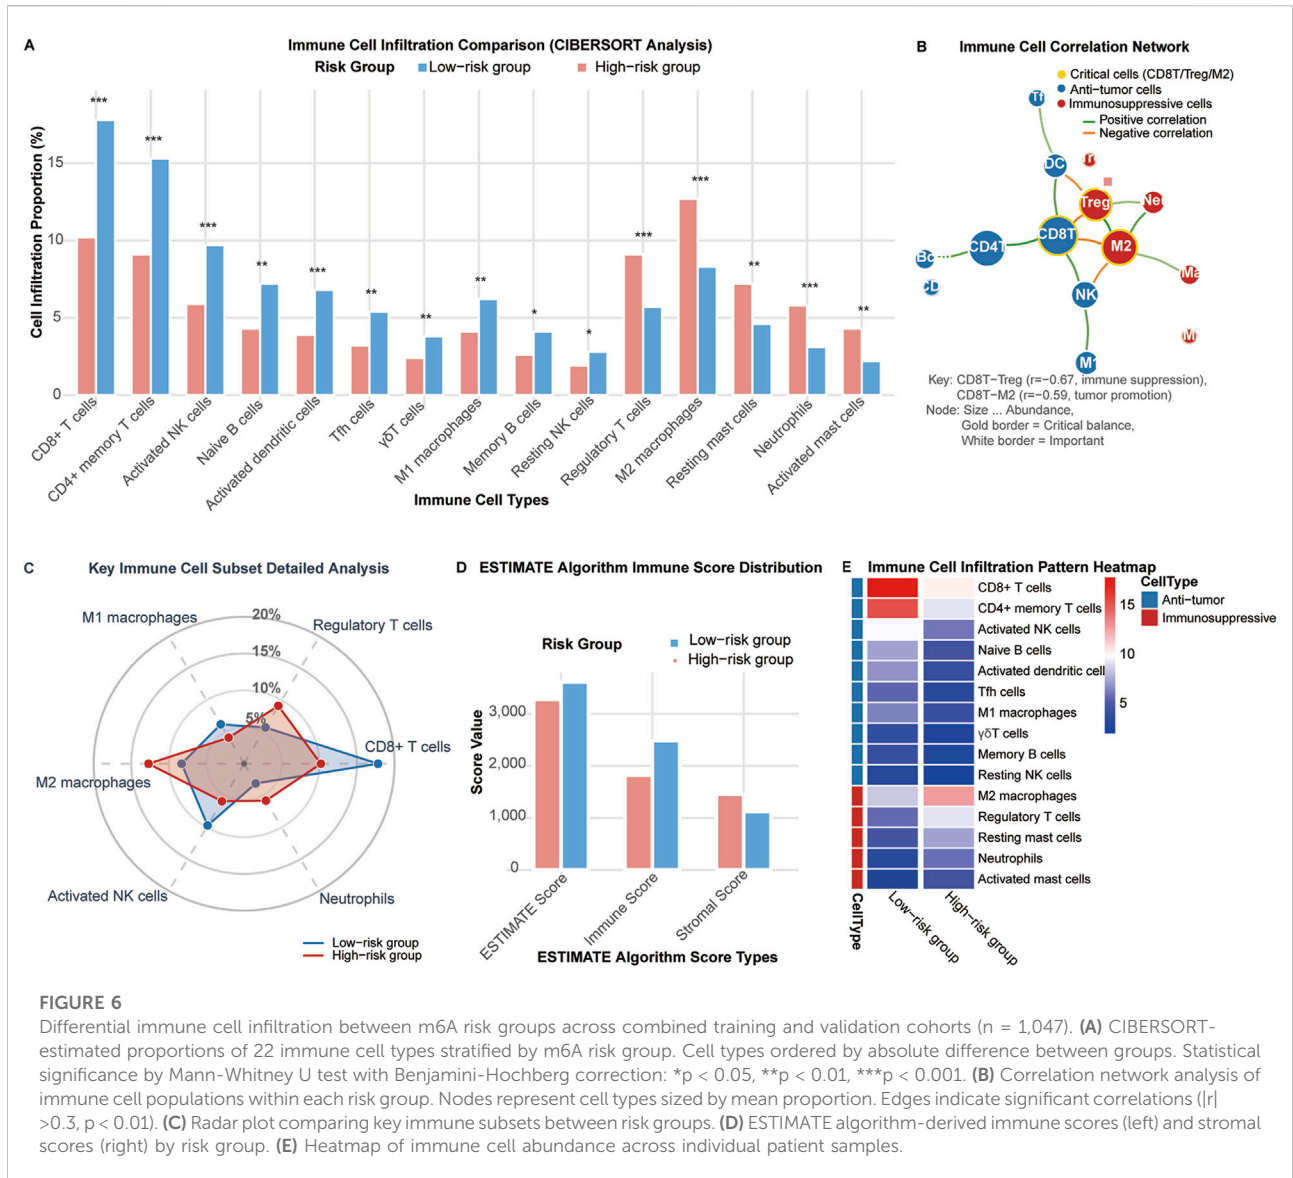 A
Immune Cell Infiltration Comparison (CIBERSORT Analysis)
Risk Group Low−risk group High−risk group
Cell Infiltration Proportion (%)
15
10
5
0
*** *** *** ** *** ** ** ** * * *** *** ** *** **
CD8+ T cells
CD4+ memory T cells
Activated NK cells
Naive B cells
Activated dendritic cells
Tfh cells
γδT cells
M1 macrophages
Memory B cells
Resting NK cells
Regulatory T cells
M2 macrophages
Resting mast cells
Neutrophils
Activated mast cells
Immune Cell Types
B
Immune Cell Correlation Network
Critical cells (CD8T/Treg/M2)
Anti−tumor cells
Immunosuppressive cells
Positive correlation
Negative correlation
Tf
DC
Tr
Treg
Neu
CD8T
CD4T
M2
Bc
CD
Ma
NK
M
M1
Key: CD8T−Treg (r=−0.67, immune suppression),
CD8T−M2 (r=−0.59, tumor promotion)
Node: Size ... Abundance,
Gold border = Critical balance,
White border = Important
C
Key Immune Cell Subset Detailed Analysis
20%
15%
10%
5%
M1 macrophages
Regulatory T cells
CD8+ T cells
M2 macrophages
Activated NK cells
Neutrophils
Low−risk group
High−risk group
D
ESTIMATE Algorithm Immune Score Distribution
Risk Group
Low−risk group
High−risk group
Score Value
3,000
2,000
1,000
0
ESTIMATE Score
Immune Score
Stromal Score
ESTIMATE Algorithm Score Types
E
Immune Cell Infiltration Pattern Heatmap
CD8+ T cells
CD4+ memory T cells
Activated NK cells
Naive B cells
Activated dendritic cell
Tfh cells
M1 macrophages
γδT cells
Memory B cells
Resting NK cells
M2 macrophages
Regulatory T cells
Resting mast cells
Neutrophils
Activated mast cells
15
10
5
CellType
Anti−tumor
Immunosuppressive
CellType
Low−risk group
High−risk group
FIGURE 6
Differential immune cell infiltration between m6A risk groups across combined training and validation cohorts (n = 1,047). (A) CIBERSORT-
estimated proportions of 22 immune cell types stratified by m6A risk group. Cell types ordered by absolute difference between groups. Statistical
significance by Mann-Whitney U test with Benjamini-Hochberg correction: *p < 0.05, **p < 0.01, ***p < 0.001. (B) Correlation network analysis of
immune cell populations within each risk group. Nodes represent cell types sized by mean proportion. Edges indicate significant correlations (|r|
>0.3, p < 0.01). (C) Radar plot comparing key immune subsets between risk groups. (D) ESTIMATE algorithm-derived immune scores (left) and stromal
scores (right) by risk group. (E) Heatmap of immune cell abundance across individual patient samples.